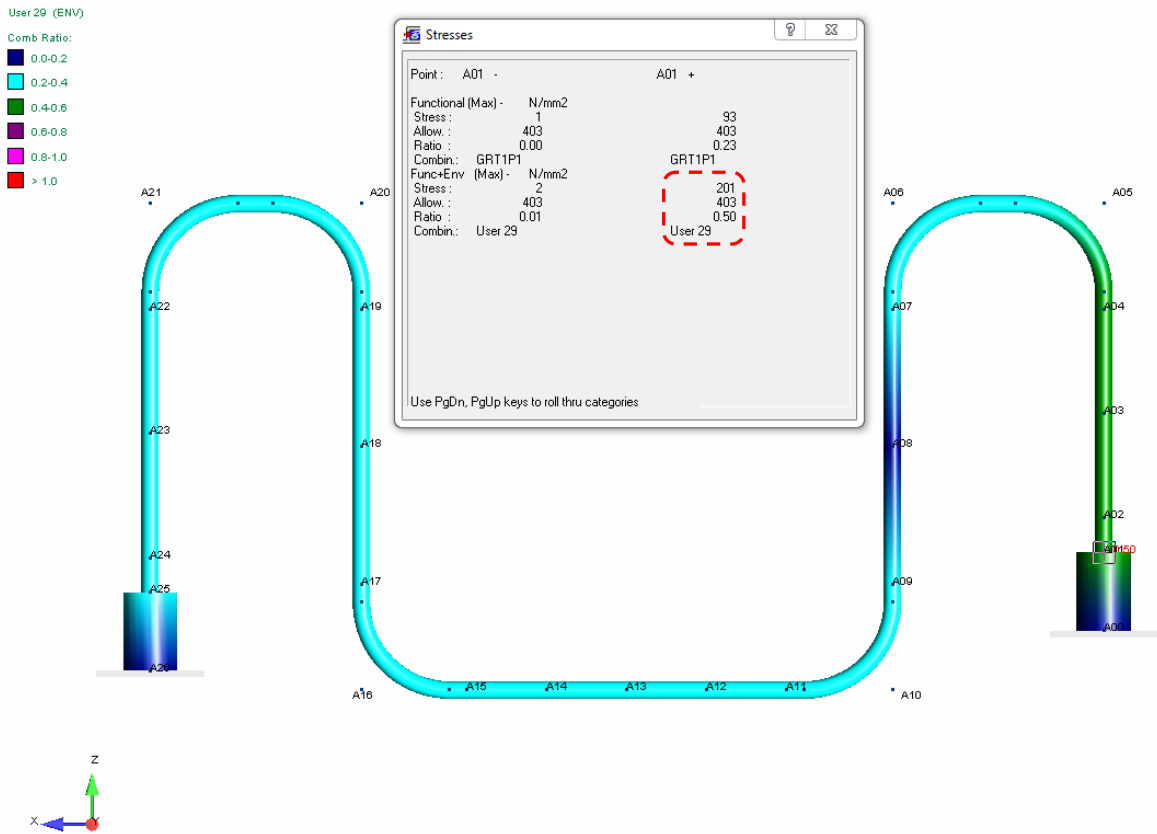 User 29 (ENV)
Comb Ratio:
0.0-0.2
0.2-0.4
0.4-0.6
0.6-0.8
0.8-1.0
> 1.0
Stresses
Point : A01 - A01 +
Functional (Max) - N/mm2
Stress : 1 93
Allow. : 403 403
Ratio : 0.00 0.23
Combin.: GRT1P1 GRT1P1
Func+Env (Max) - N/mm2
Stress : 2 201
Allow. : 403 403
Ratio : 0.01 0.50
Combin.: User 29 User 29
Use PgDn, PgUp keys to roll thru categories
A21 A20 A06 A05
A22 A19 A07 A04
A23 A18 A08 A03
A24 A17 A09 A02
A25
A26 A00
A16 A15 A14 A13 A12 A11 A10
Z
X Y